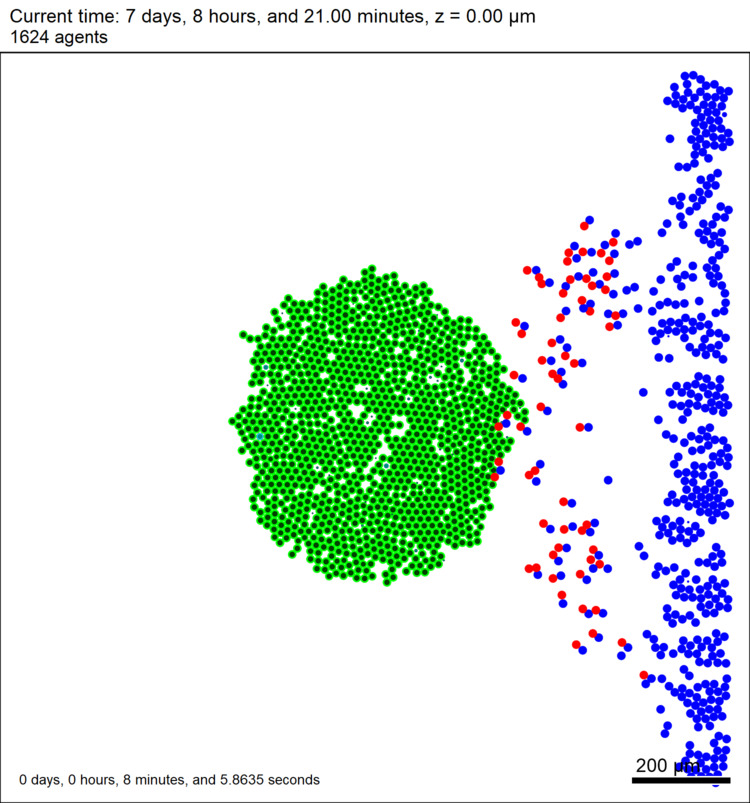 Current time: 7 days, 8 hours, and 21.00 minutes, z = 0.00 μm
1624 agents
200 μm
0 days, 0 hours, 8 minutes, and 5.8635 seconds